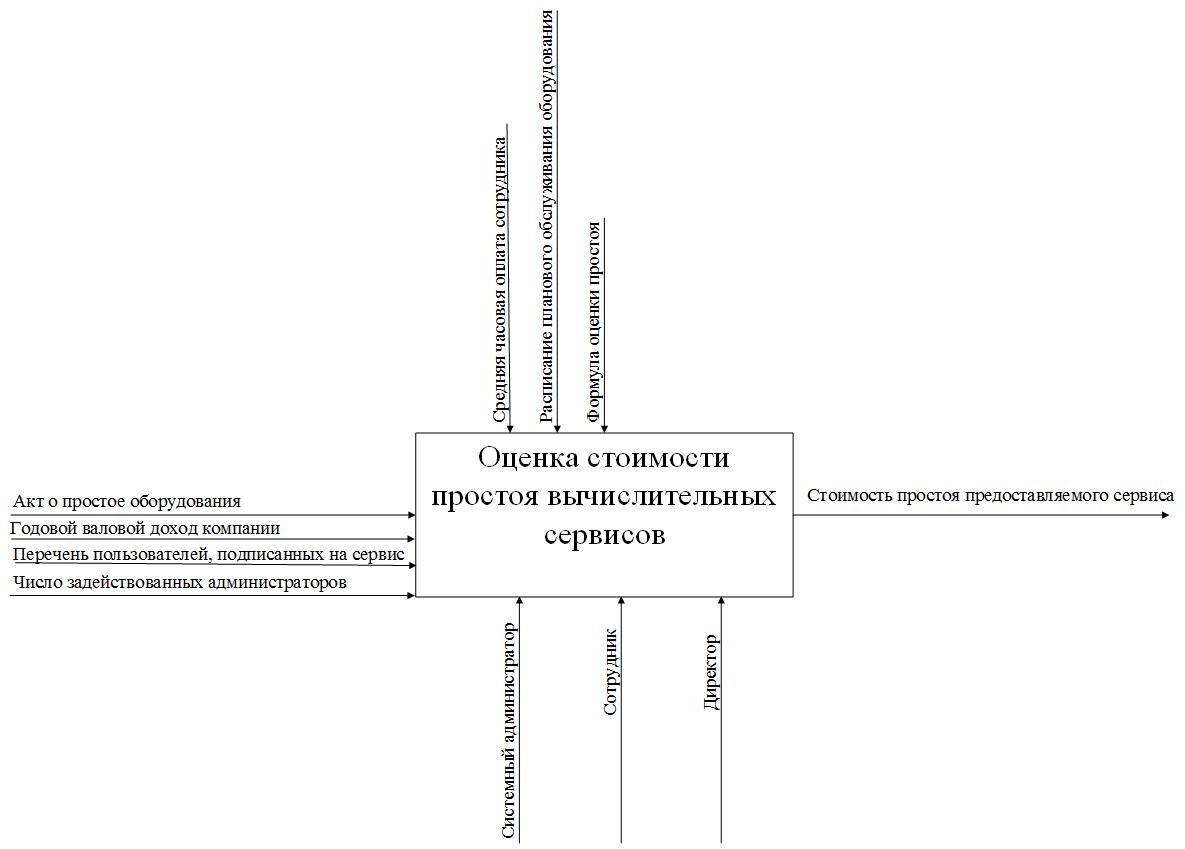 Средняя часовая оплата сотрудника
Расписание планового обслуживания оборудования
Формула оценки простоя
Оценка стоимости
простоя вычислительных
сервисов
Акт о простое оборудования
Годовой валовой доход компании
Перечень пользователей, подписанных на сервис
Число задействованных администраторов
Стоимость простоя предоставляемого сервиса
Системный администратор
Сотрудник
Директор